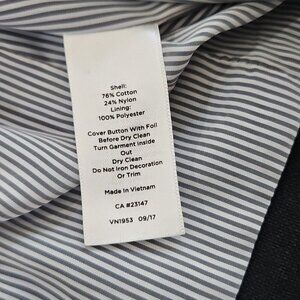 Shell:
76% Cotton
24% Nylon
Lining:
100% Polyester
Cover Button With Foil
Before Dry Clean
Turn Garment Inside
Out
Dry Clean
Do Not Iron Decoration
Or Trim
Made In Vietnam
CA #23147
VN1953 09/17